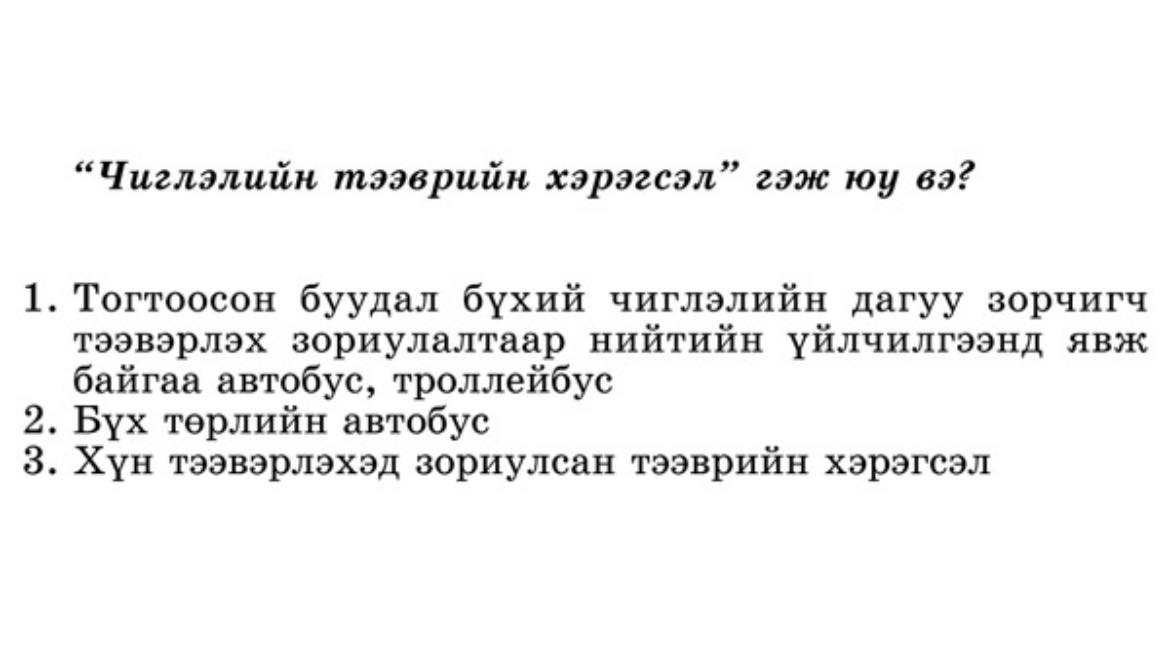 “Чиглэлийн тээврийн хэрэгсэл” гэж юу вэ?
1. Тогтоосон буудал бүхий чиглэлийн дагуу зорчигч
тээвэрлэх зориулалтаар нийтийн үйлчилгээнд явж
байгаа автобус, троллейбус
2. Бүх төрлийн автобус
3. Хүн тээвэрлэхэд зориулсан тээврийн хэрэгсэл